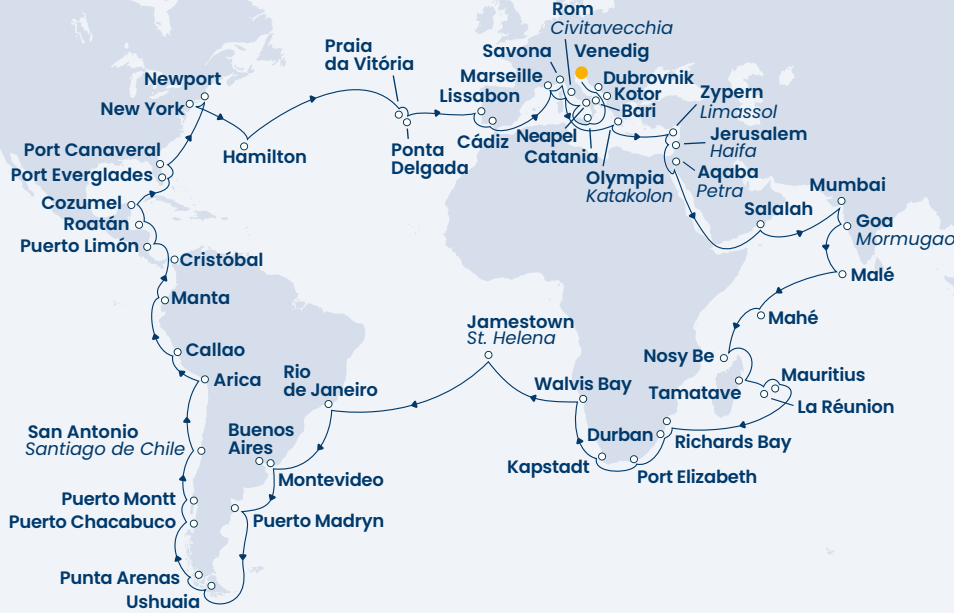 Rom
Civitavecchia
Savona
Venedig
Praia
da Vitória
Newport
Marseille
Dubrovnik
Kotor
Zypern
Limassol
New York
Lissabon
Bari
Cádiz
Neapel
Jerusalem
Haifa
Port Canaveral
Hamilton
Ponta
Delgada
Catania
Port Everglades
Olympia
Katakolon
Aqaba
Petra
Mumbai
Cozumel
Salalah
Roatán
Goa
Mormugao
Puerto Limón
Cristóbal
Malé
Manta
Mahé
Jamestown
St. Helena
Callao
Nosy Be
Arica
Rio
de Janeiro
Walvis Bay
Tamatave
Mauritius
La Réunion
San Antonio
Santiago de Chile
Buenos
Aires
Durban
Richards Bay
Kapstadt
Port Elizabeth
Montevideo
Puerto Montt
Puerto Chacabuco
Puerto Madryn
Punta Arenas
Ushuaia